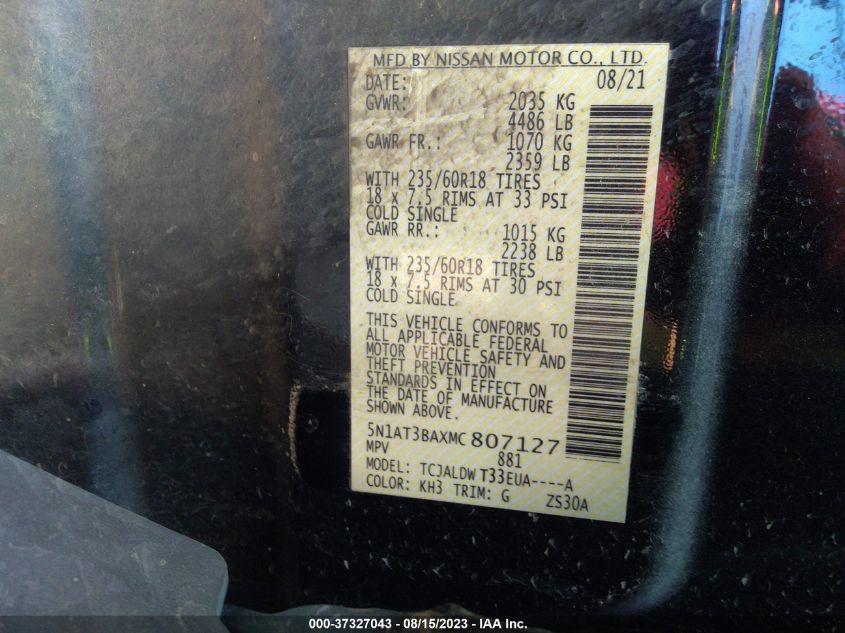 MFD BY NISSAN MOTOR CO., LTD.
DATE: 08/21
GVWR: 2035 KG
4486 LB
GAWR FR.: 1070 KG
2359 LB
WITH 235/60R18 TIRES
18 x 7.5 RIMS AT 33 PSI
COLD SINGLE
GAWR RR.: 1015 KG
2238 LB
WITH 235/60R18 TIRES
18 x 7.5 RIMS AT 30 PSI
COLD SINGLE
THIS VEHICLE CONFORMS TO
ALL APPLICABLE FEDERAL
MOTOR VEHICLE SAFETY AND
THEFT PREVENTION
STANDARDS IN EFFECT ON
THE DATE OF MANUFACTURE
SHOWN ABOVE.
5N1AT3BAXMC 807127
MPV 881
MODEL: TCJALDW T33EUA----A
COLOR: KH3 TRIM: G ZS30A
000-37327043 - 08/15/2023 - IAA Inc.